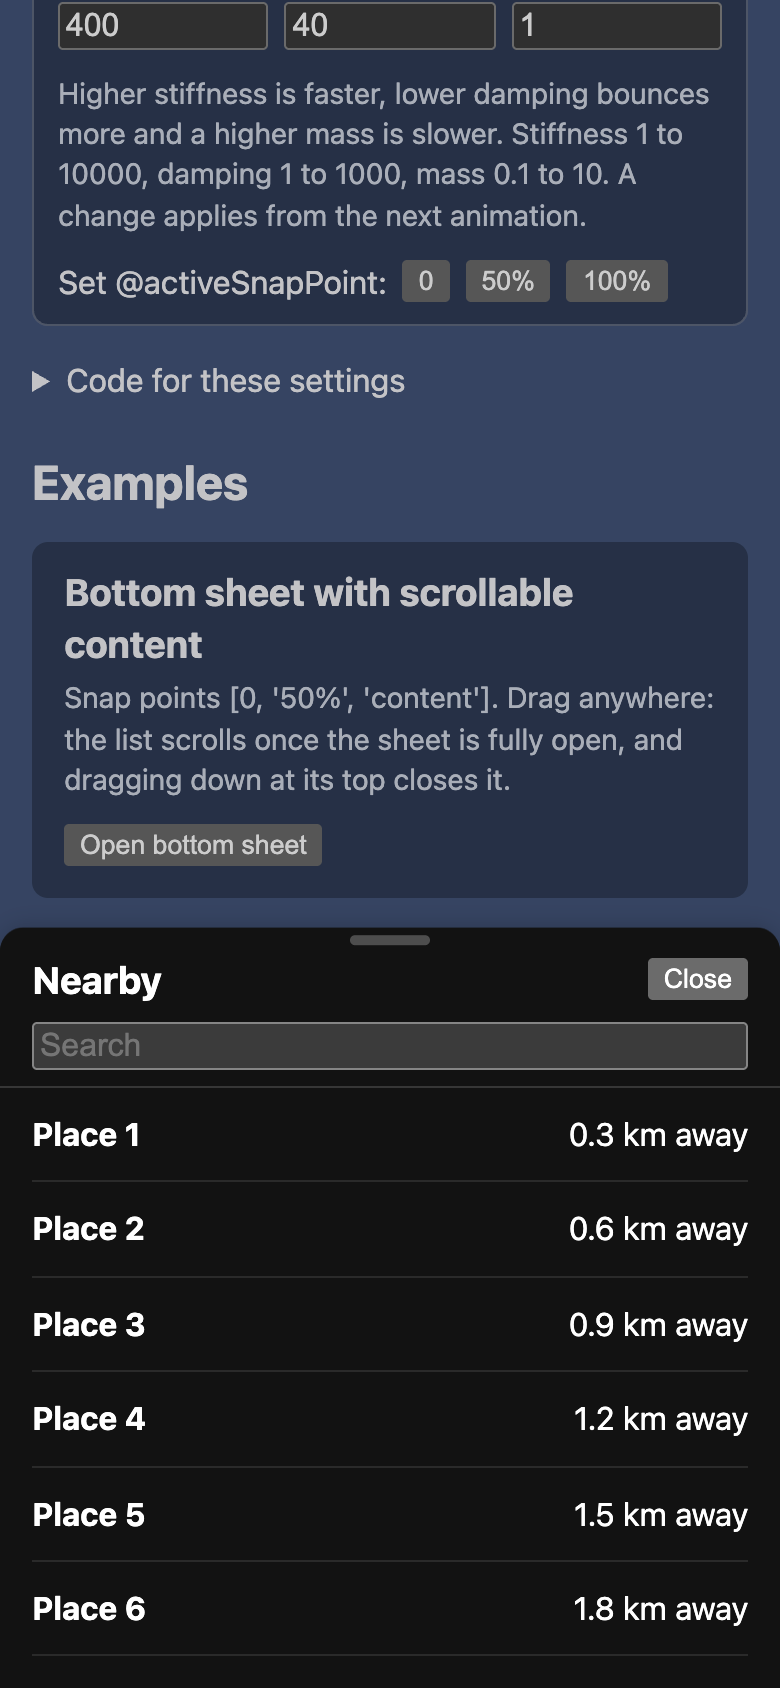 400 40 1
Higher stiffness is faster, lower damping bounces
more and a higher mass is slower. Stiffness 1 to
10000, damping 1 to 1000, mass 0.1 to 10. A
change applies from the next animation.
Set @activeSnapPoint: 0 50% 100%
Code for these settings
Examples
Bottom sheet with scrollable
content
Snap points [0, '50%', 'content']. Drag anywhere:
the list scrolls once the sheet is fully open, and
dragging down at its top closes it.
Open bottom sheet
Nearby Close
Search
Place 1 0.3 km away
Place 2 0.6 km away
Place 3 0.9 km away
Place 4 1.2 km away
Place 5 1.5 km away
Place 6 1.8 km away